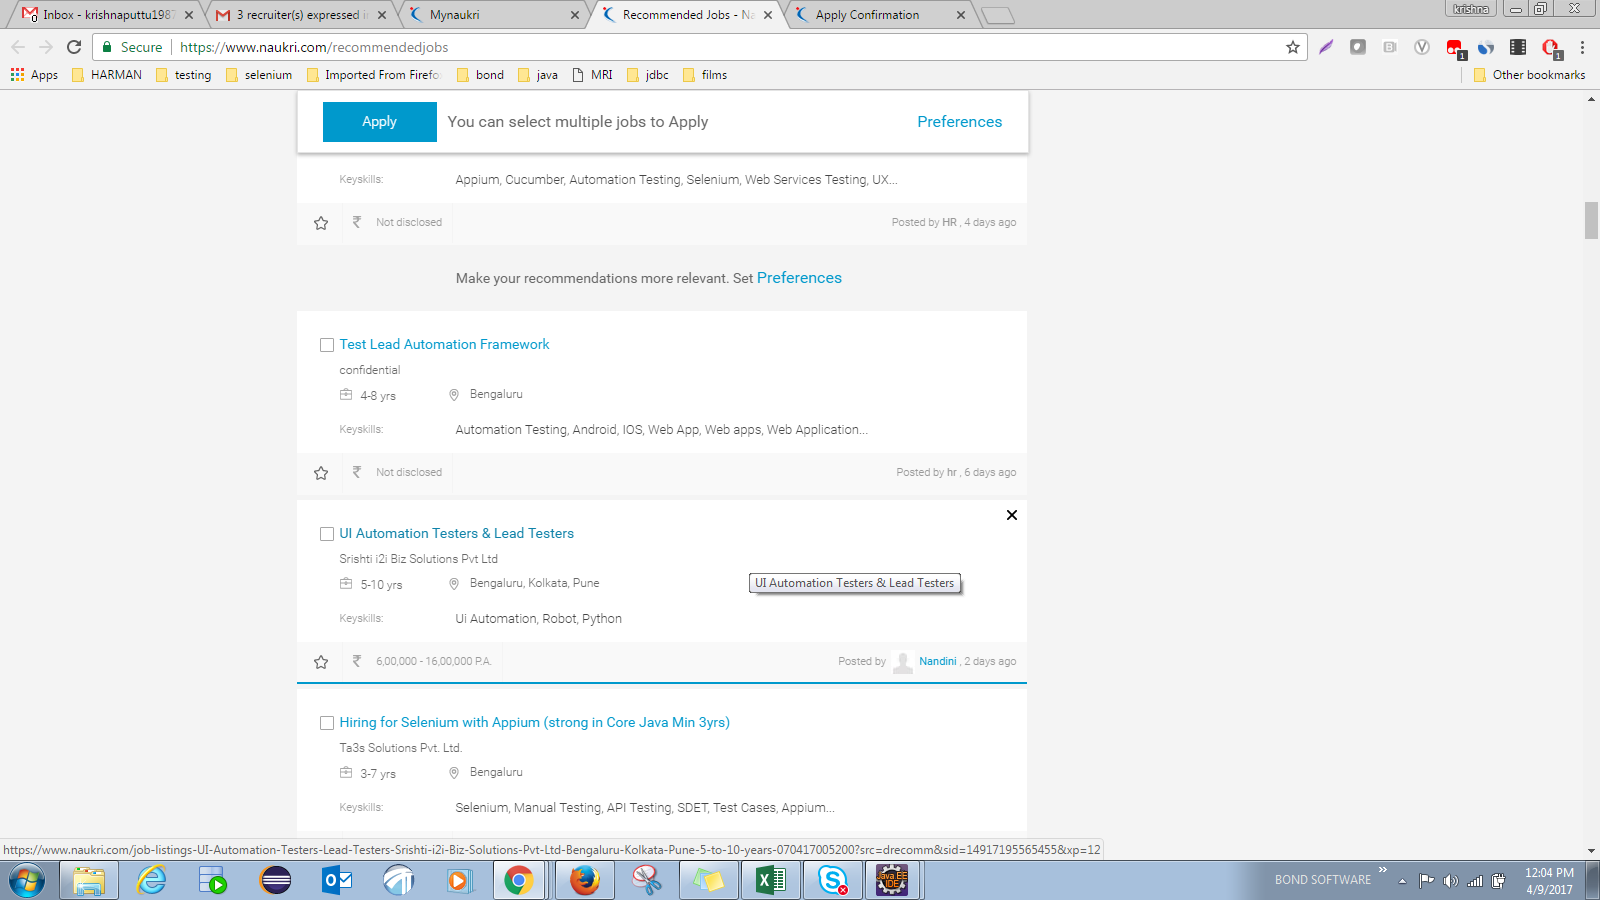 Inbox - krishnaputtu1987
3 recruiter(s) expressed in
Mynaukri
Recommended Jobs - Na
Apply Confirmation
krishna
Secure
https://www.naukri.com/recommendedjobs
Apps
HARMAN
testing
selenium
Imported From Firefo
bond
java
MRI
jdbc
films
Other bookmarks
Apply
You can select multiple jobs to Apply
Preferences
Keyskills:
Appium, Cucumber, Automation Testing, Selenium, Web Services Testing, UX...
₹ Not disclosed
Posted by HR , 4 days ago
Make your recommendations more relevant. Set Preferences
Test Lead Automation Framework
confidential
4-8 yrs
Bengaluru
Keyskills:
Automation Testing, Android, IOS, Web App, Web apps, Web Application...
₹ Not disclosed
Posted by hr , 6 days ago
UI Automation Testers & Lead Testers
Srishti i2i Biz Solutions Pvt Ltd
5-10 yrs
Bengaluru, Kolkata, Pune
UI Automation Testers & Lead Testers
Keyskills:
Ui Automation, Robot, Python
₹ 6,00,000 - 16,00,000 P.A.
Posted by Nandini , 2 days ago
Hiring for Selenium with Appium (strong in Core Java Min 3yrs)
Ta3s Solutions Pvt. Ltd.
3-7 yrs
Bengaluru
Keyskills:
Selenium, Manual Testing, API Testing, SDET, Test Cases, Appium...
https://www.naukri.com/job-listings-UI-Automation-Testers-Lead-Testers-Srishti-i2i-Biz-Solutions-Pvt-Ltd-Bengaluru-Kolkata-Pune-5-to-10-years-070417005200?src=drecomm&sid=14917195565455&xp=12
Java EE
IDE
BOND SOFTWARE
12:04 PM
4/9/2017